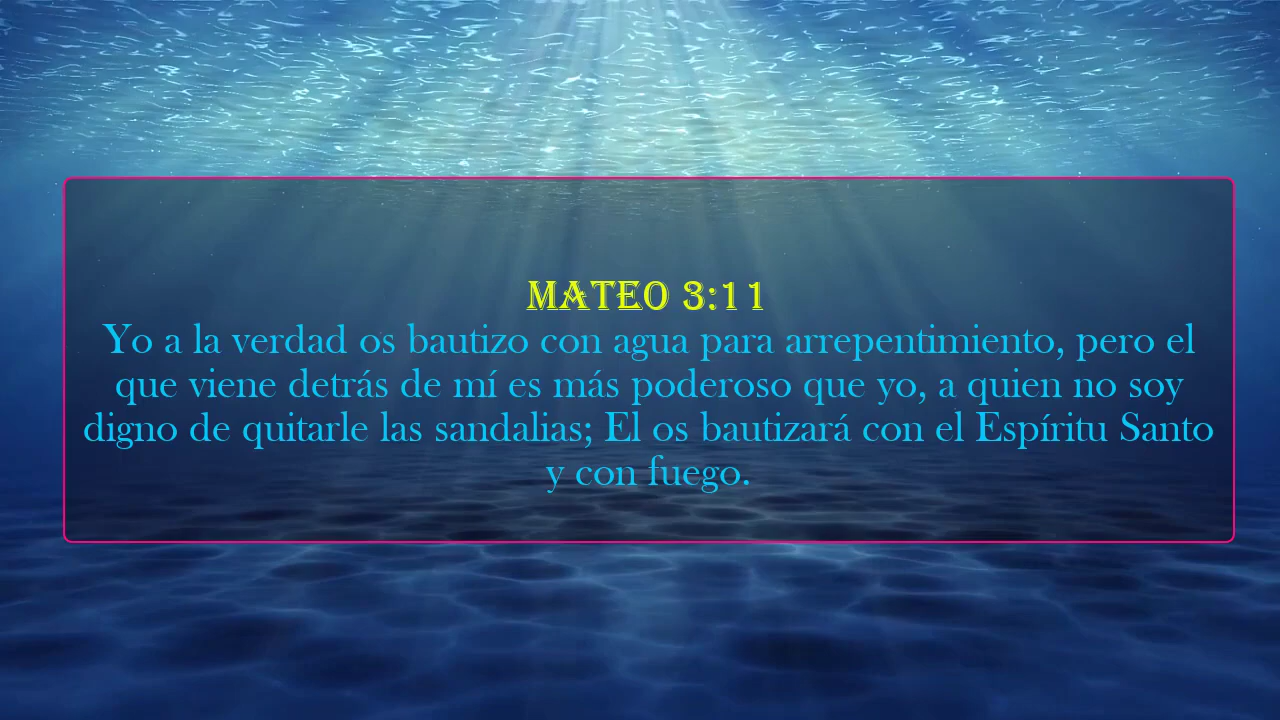 MATEO 3:11
Yo a la verdad os bautizo con agua para arrepentimiento, pero el
que viene detrás de mí es más poderoso que yo, a quien no soy
digno de quitarle las sandalias; El os bautizará con el Espíritu Santo
y con fuego.